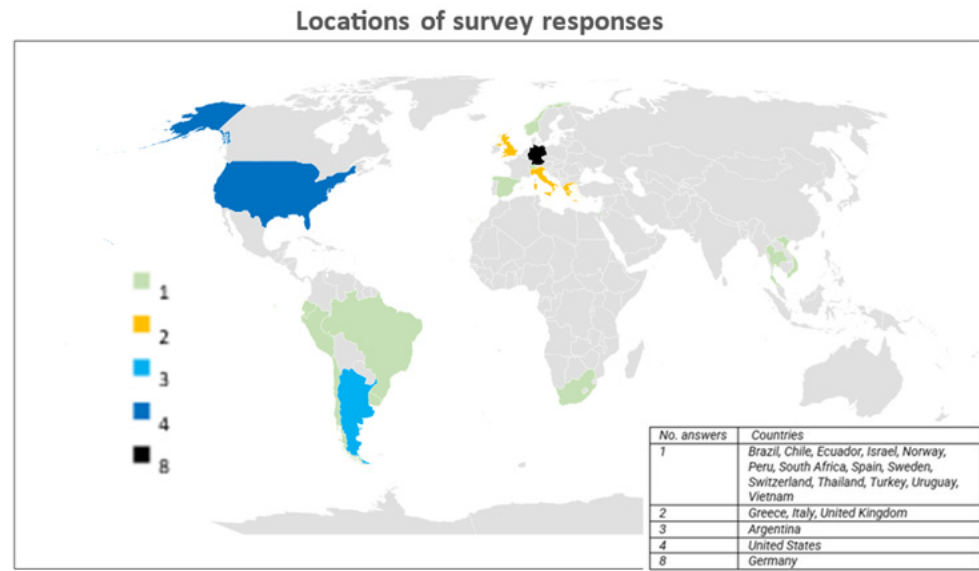 Locations of survey responses
1
2
3
4
8
No. answers Countries
1 Brazil, Chile, Ecuador, Israel, Norway,
Peru, South Africa, Spain, Sweden,
Switzerland, Thailand, Turkey, Uruguay,
Vietnam
2 Greece, Italy, United Kingdom
3 Argentina
4 United States
8 Germany